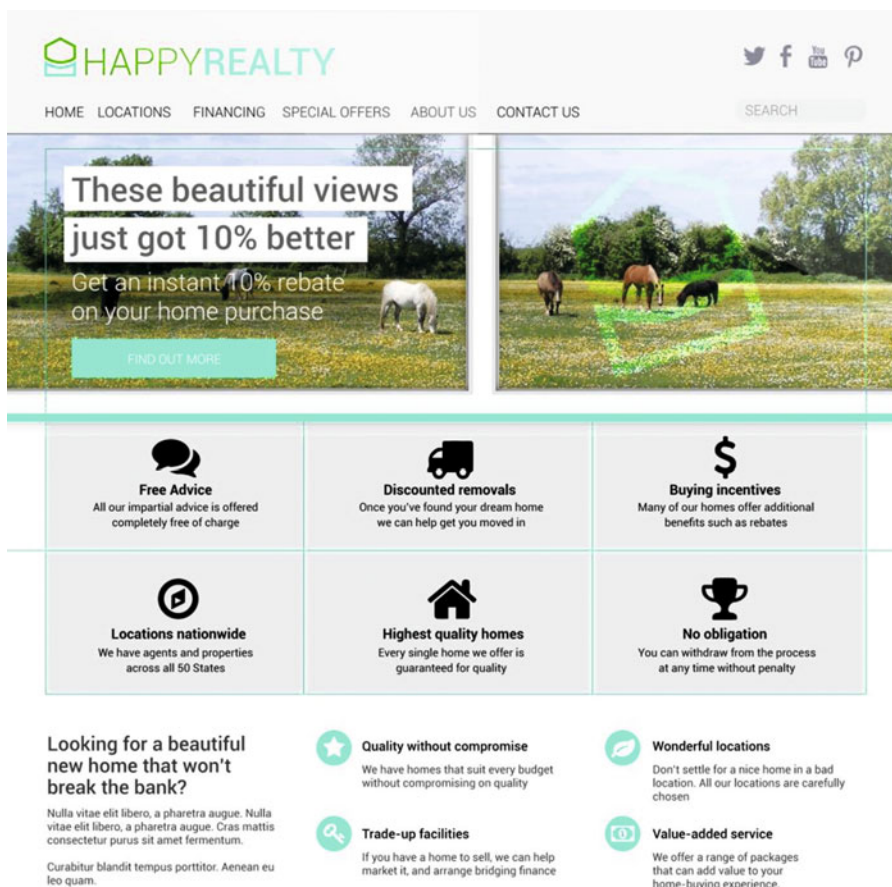 HAPPYREALTY
You
Tube
HOME LOCATIONS FINANCING SPECIAL OFFERS ABOUT US CONTACT US
SEARCH
These beautiful views
just got 10% better
Get an instant 10% rebate
on your home purchase
FIND OUT MORE
Free Advice
All our impartial advice is offered
completely free of charge
Discounted removals
Once you've found your dream home
we can help get you moved in
Buying incentives
Many of our homes offer additional
benefits such as rebates
Locations nationwide
We have agents and properties
across all 50 States
Highest quality homes
Every single home we offer is
guaranteed for quality
No obligation
You can withdraw from the process
at any time without penalty
Looking for a beautiful
new home that won't
break the bank?
Nulla vitae elit libero, a pharetra augue. Nulla
vitae elit libero, a pharetra augue. Cras mattis
consectetur purus sit amet fermentum.
Curabitur blandit tempus porttitor. Aenean eu
leo quam.
Quality without compromise
We have homes that suit every budget
without compromising on quality
Trade-up facilities
If you have a home to sell, we can help
market it, and arrange bridging finance
Wonderful locations
Don't settle for a nice home in a bad
location. All our locations are carefully
chosen
Value-added service
We offer a range of packages
that can add value to your
home-buying experience.